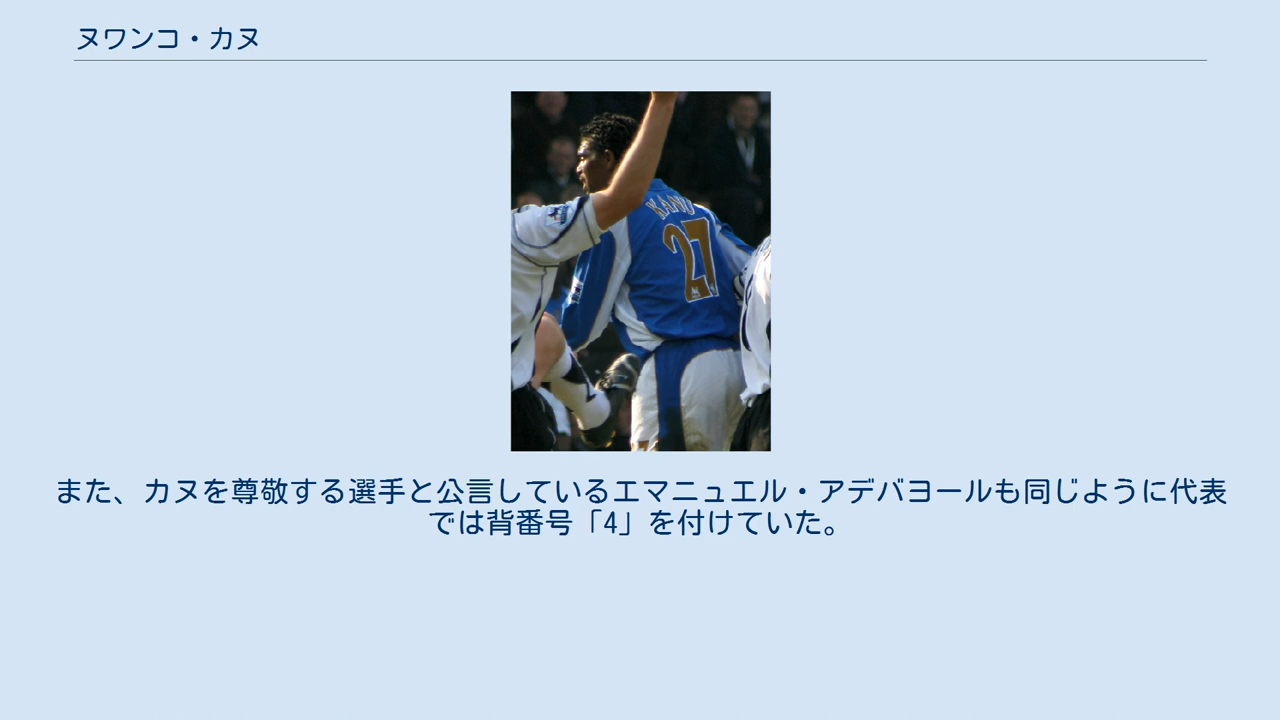 ヌワンコ・カヌ
KANU
27
また、カヌを尊敬する選手と公言しているエマニュエル・アデバヨールも同じように代表
では背番号「4」を付けていた。